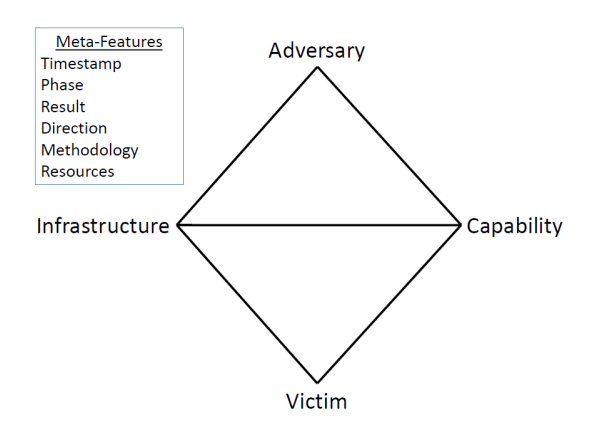 Meta-Features
Timestamp
Phase
Result
Direction
Methodology
Resources
Adversary
Infrastructure
Capability
Victim